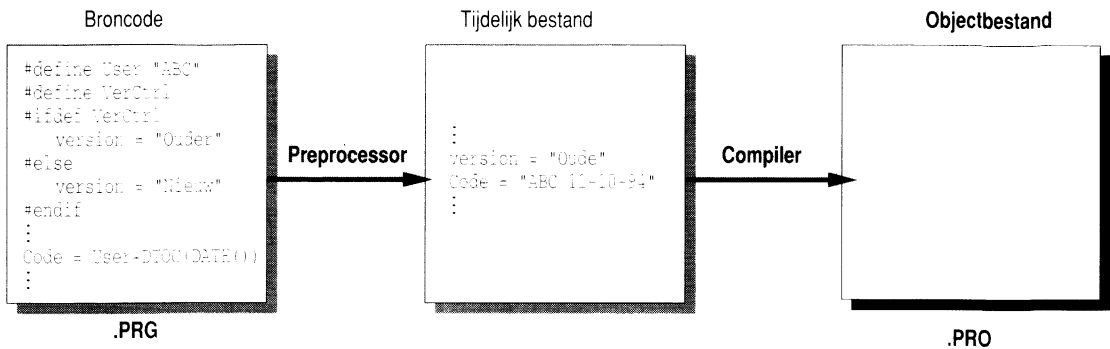 Broncode
#define User "ABC"
#define VerCtrl
#ifdef VerCtrl
version = "Ouder"
#else
version = "Nieuw"
#endif
:
Code = User-DTOC(DATE())
:
.PRG
Preprocessor
Tijdelijk bestand
:
version = "Oude"
Code = "ABC 11-10-94"
:
Compiler
Objectbestand
.PRO